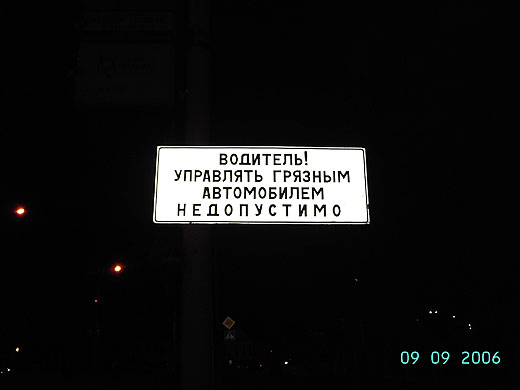 ВОДИТЕЛЬ!
УПРАВЛЯТЬ ГРЯЗНЫМ
АВТОМОБИЛЕМ
НЕДОПУСТИМО
09 09 2006